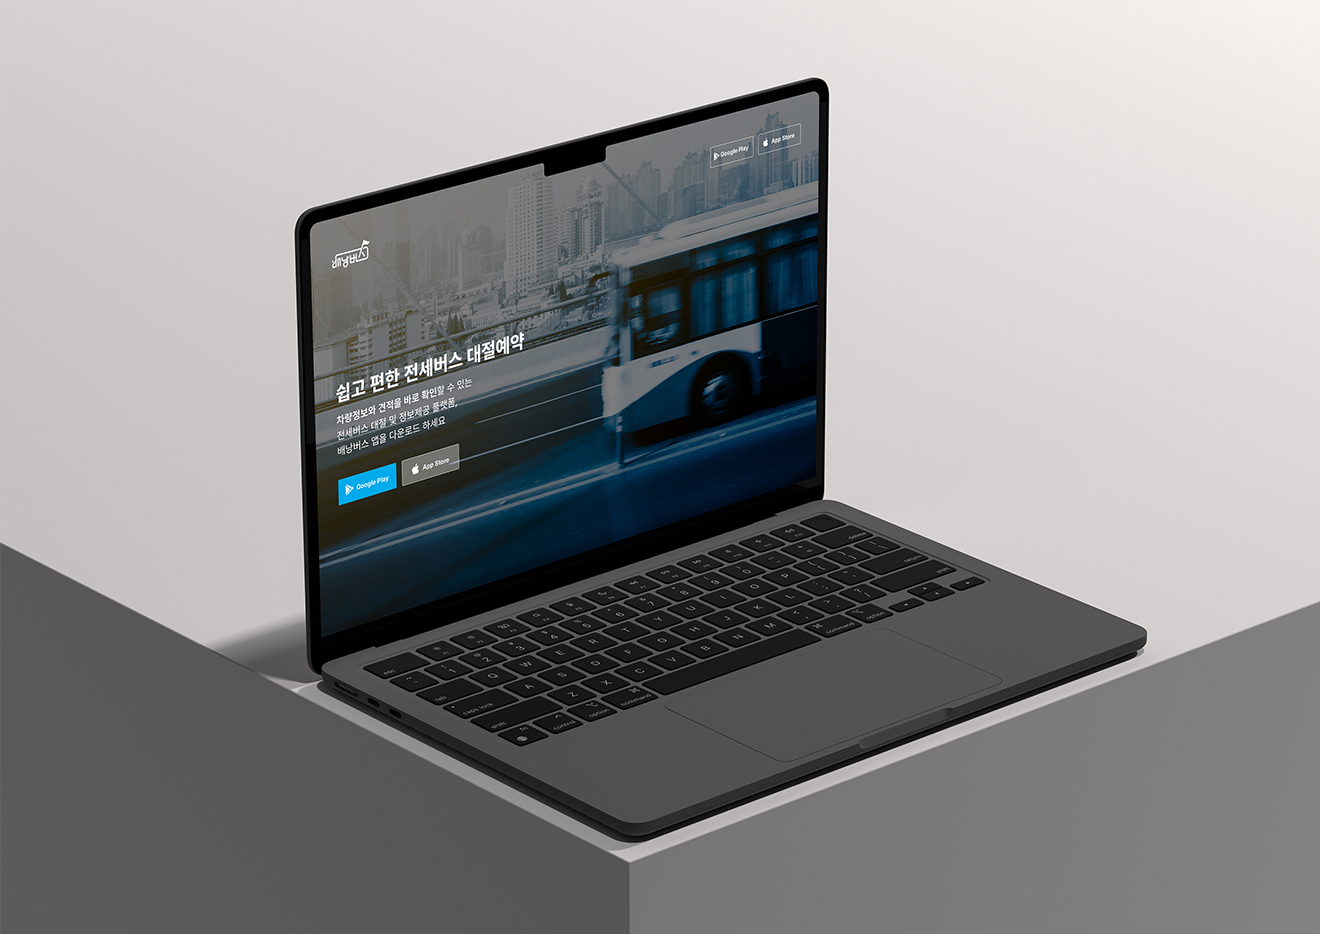 Google Play
App Store
배낭버스
쉽고 편한 전세버스 대절예약
차량정보와 견적을 바로 확인할 수 있는
전세버스 대절 및 정보제공 플랫폼,
배낭버스 앱을 다운로드 하세요
Google Play
App Store
esc
delete
tab
Q W E R T Y U I O P
caps lock
A S D F G H J K L
return
shift
Z X C V B N M
shift
fn
control
option
command
command
option